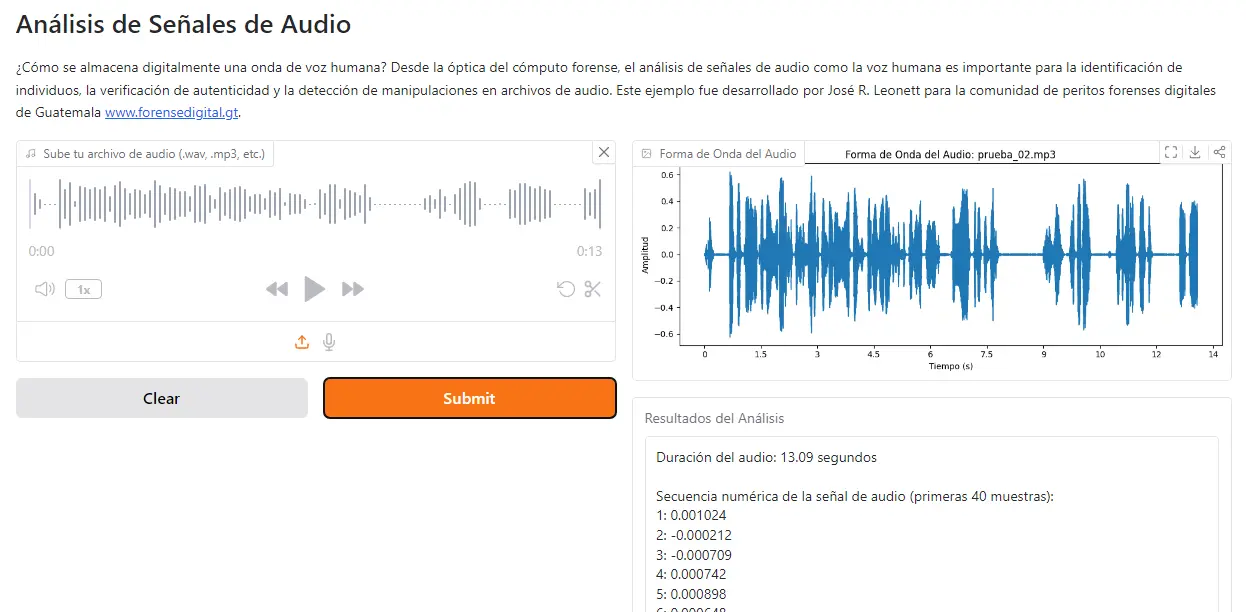 Análisis de Señales de Audio
¿Cómo se almacena digitalmente una onda de voz humana? Desde la óptica del cómputo forense, el análisis de señales de audio como la voz humana es importante para la identificación de
individuos, la verificación de autenticidad y la detección de manipulaciones en archivos de audio. Este ejemplo fue desarrollado por José R. Leonett para la comunidad de peritos forenses digitales
de Guatemala www.forensedigital.gt.
Sube tu archivo de audio (.wav, .mp3, etc.)
0:00
0:13
1x
Clear
Submit
Forma de Onda del Audio
Forma de Onda del Audio: prueba_02.mp3
Amplitud
0.6
0.4
0.2
0.0
−0.2
−0.4
−0.6
0 1.5 3 4.5 6 7.5 9 10 12 14
Tiempo (s)
Resultados del Análisis
Duración del audio: 13.09 segundos
Secuencia numérica de la señal de audio (primeras 40 muestras):
1: 0.001024
2: -0.000212
3: -0.000709
4: 0.000742
5: 0.000898